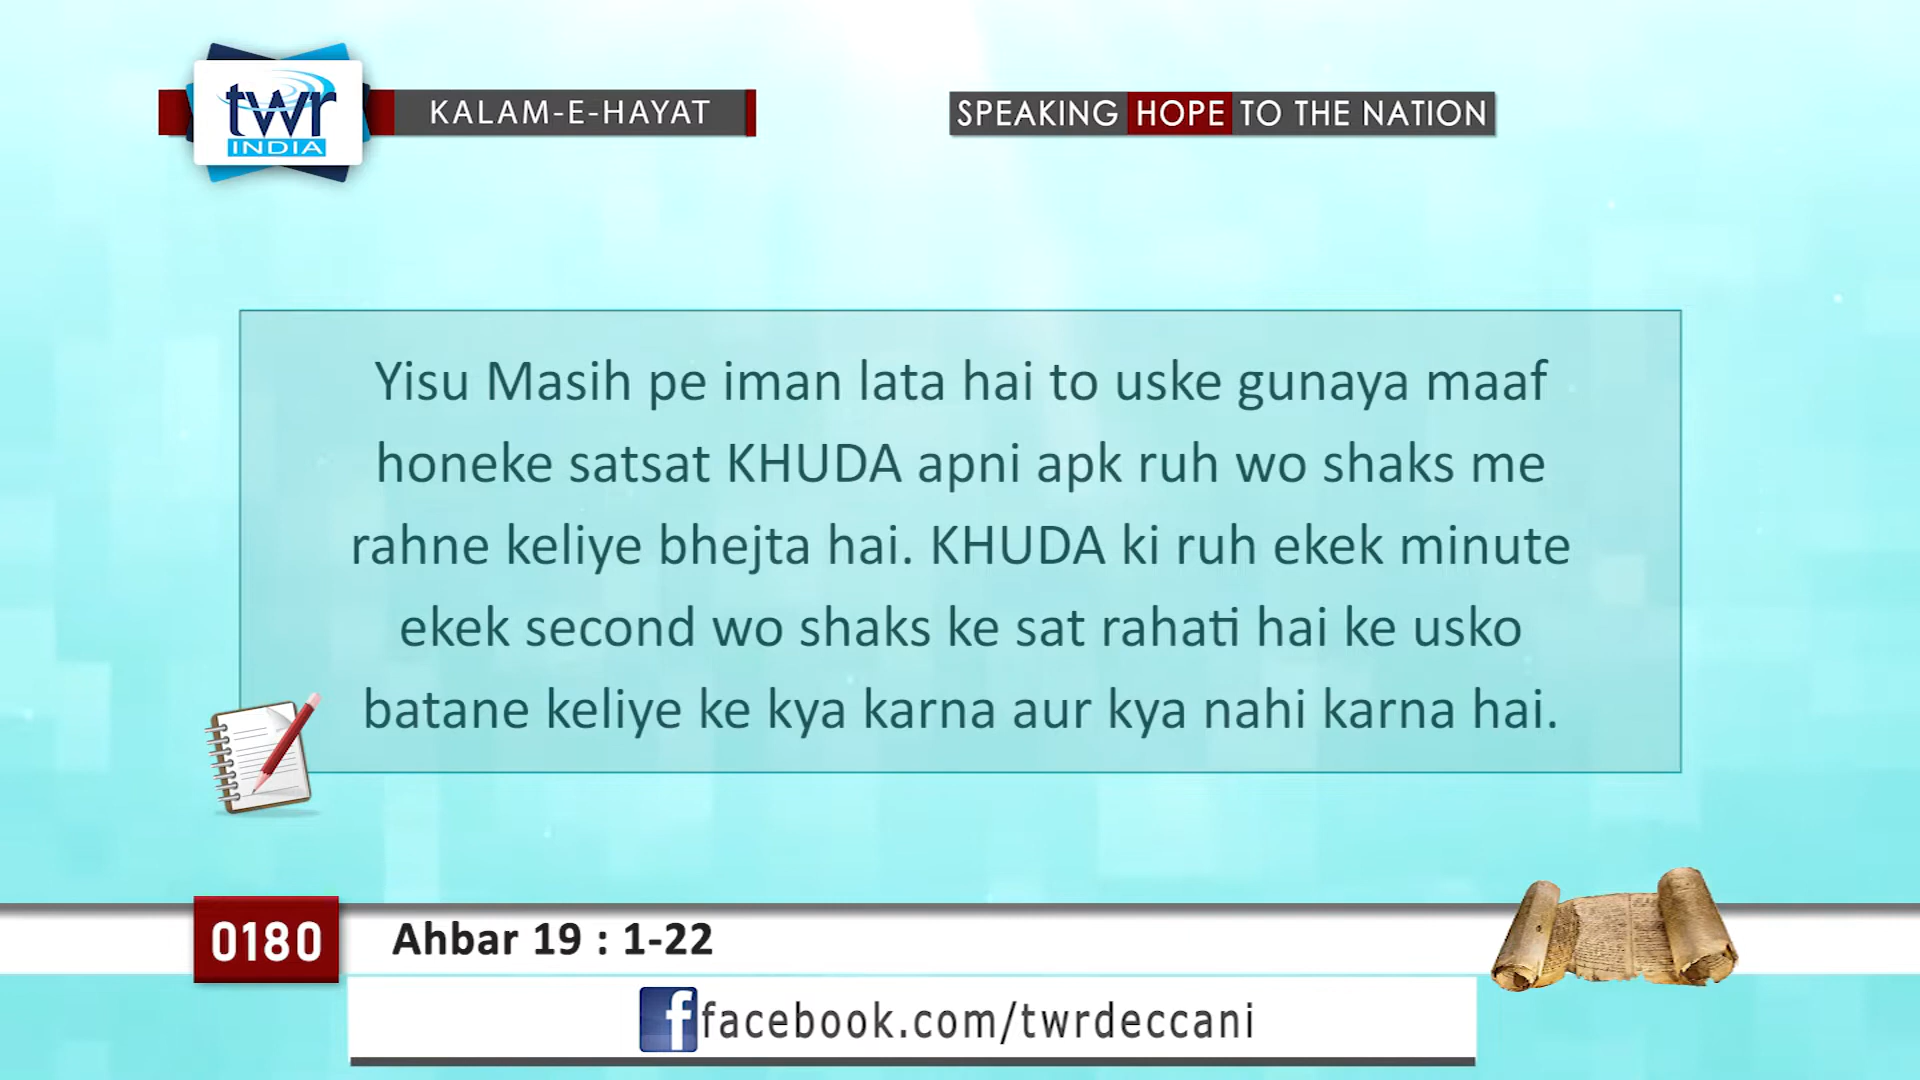 twr
INDIA
KALAM-E-HAYAT
SPEAKING HOPE TO THE NATION
Yisu Masih pe iman lata hai to uske gunaya maaf
honeke satsat KHUDA apni apk ruh wo shaks me
rahne keliye bhejta hai. KHUDA ki ruh ekek minute
ekek second wo shaks ke sat rahati hai ke usko
batane keliye ke kya karna aur kya nahi karna hai.
0180
Ahbar 19 : 1-22
facebook.com/twrdeccani